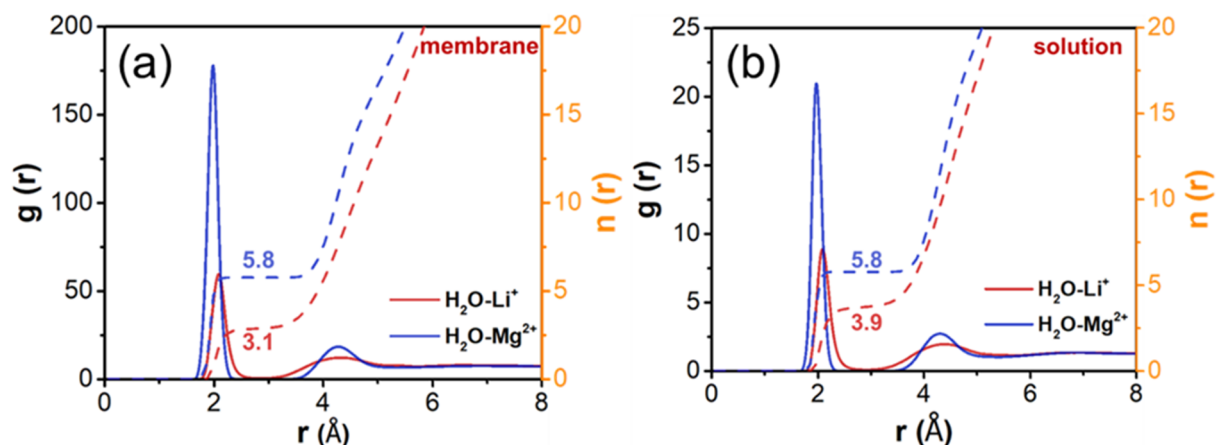 (a)
membrane
200
150
100
50
0
20
15
10
5
0
g (r)
n (r)
5.8
3.1
H₂O-Li⁺
H₂O-Mg²⁺
0 2 4 6 8
r (Å)
(b)
solution
25
20
15
10
5
0
20
15
10
5
0
g (r)
n (r)
5.8
3.9
H₂O-Li⁺
H₂O-Mg²⁺
0 2 4 6 8
r (Å)